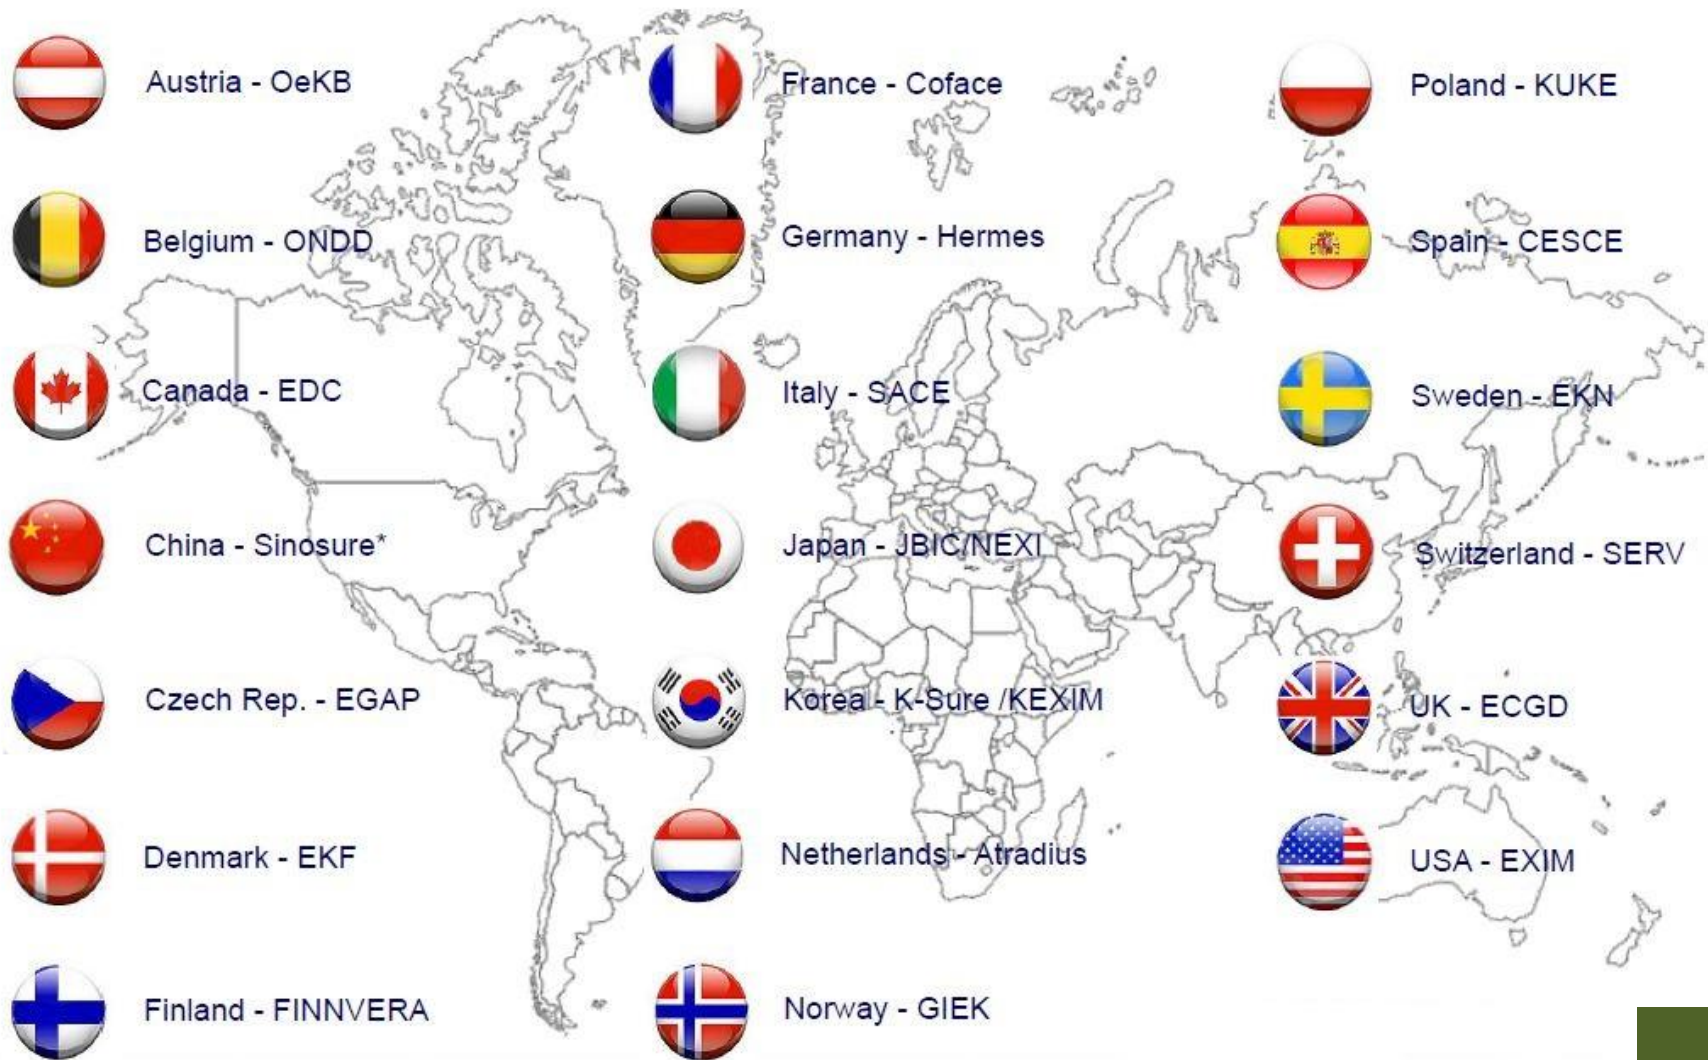 Austria - OeKB
Belgium - ONDD
Canada - EDC
China - Sinosure*
Czech Rep. - EGAP
Denmark - EKF
Finland - FINNVERA
France - Coface
Germany - Hermes
Italy - SACE
Japan - JBIC/NEXI
Korea - K-Sure /KEXIM
Netherlands - Atradius
Norway - GIEK
Poland - KUKE
Spain - CESCE
Sweden - EKN
Switzerland - SERV
UK - ECGD
USA - EXIM